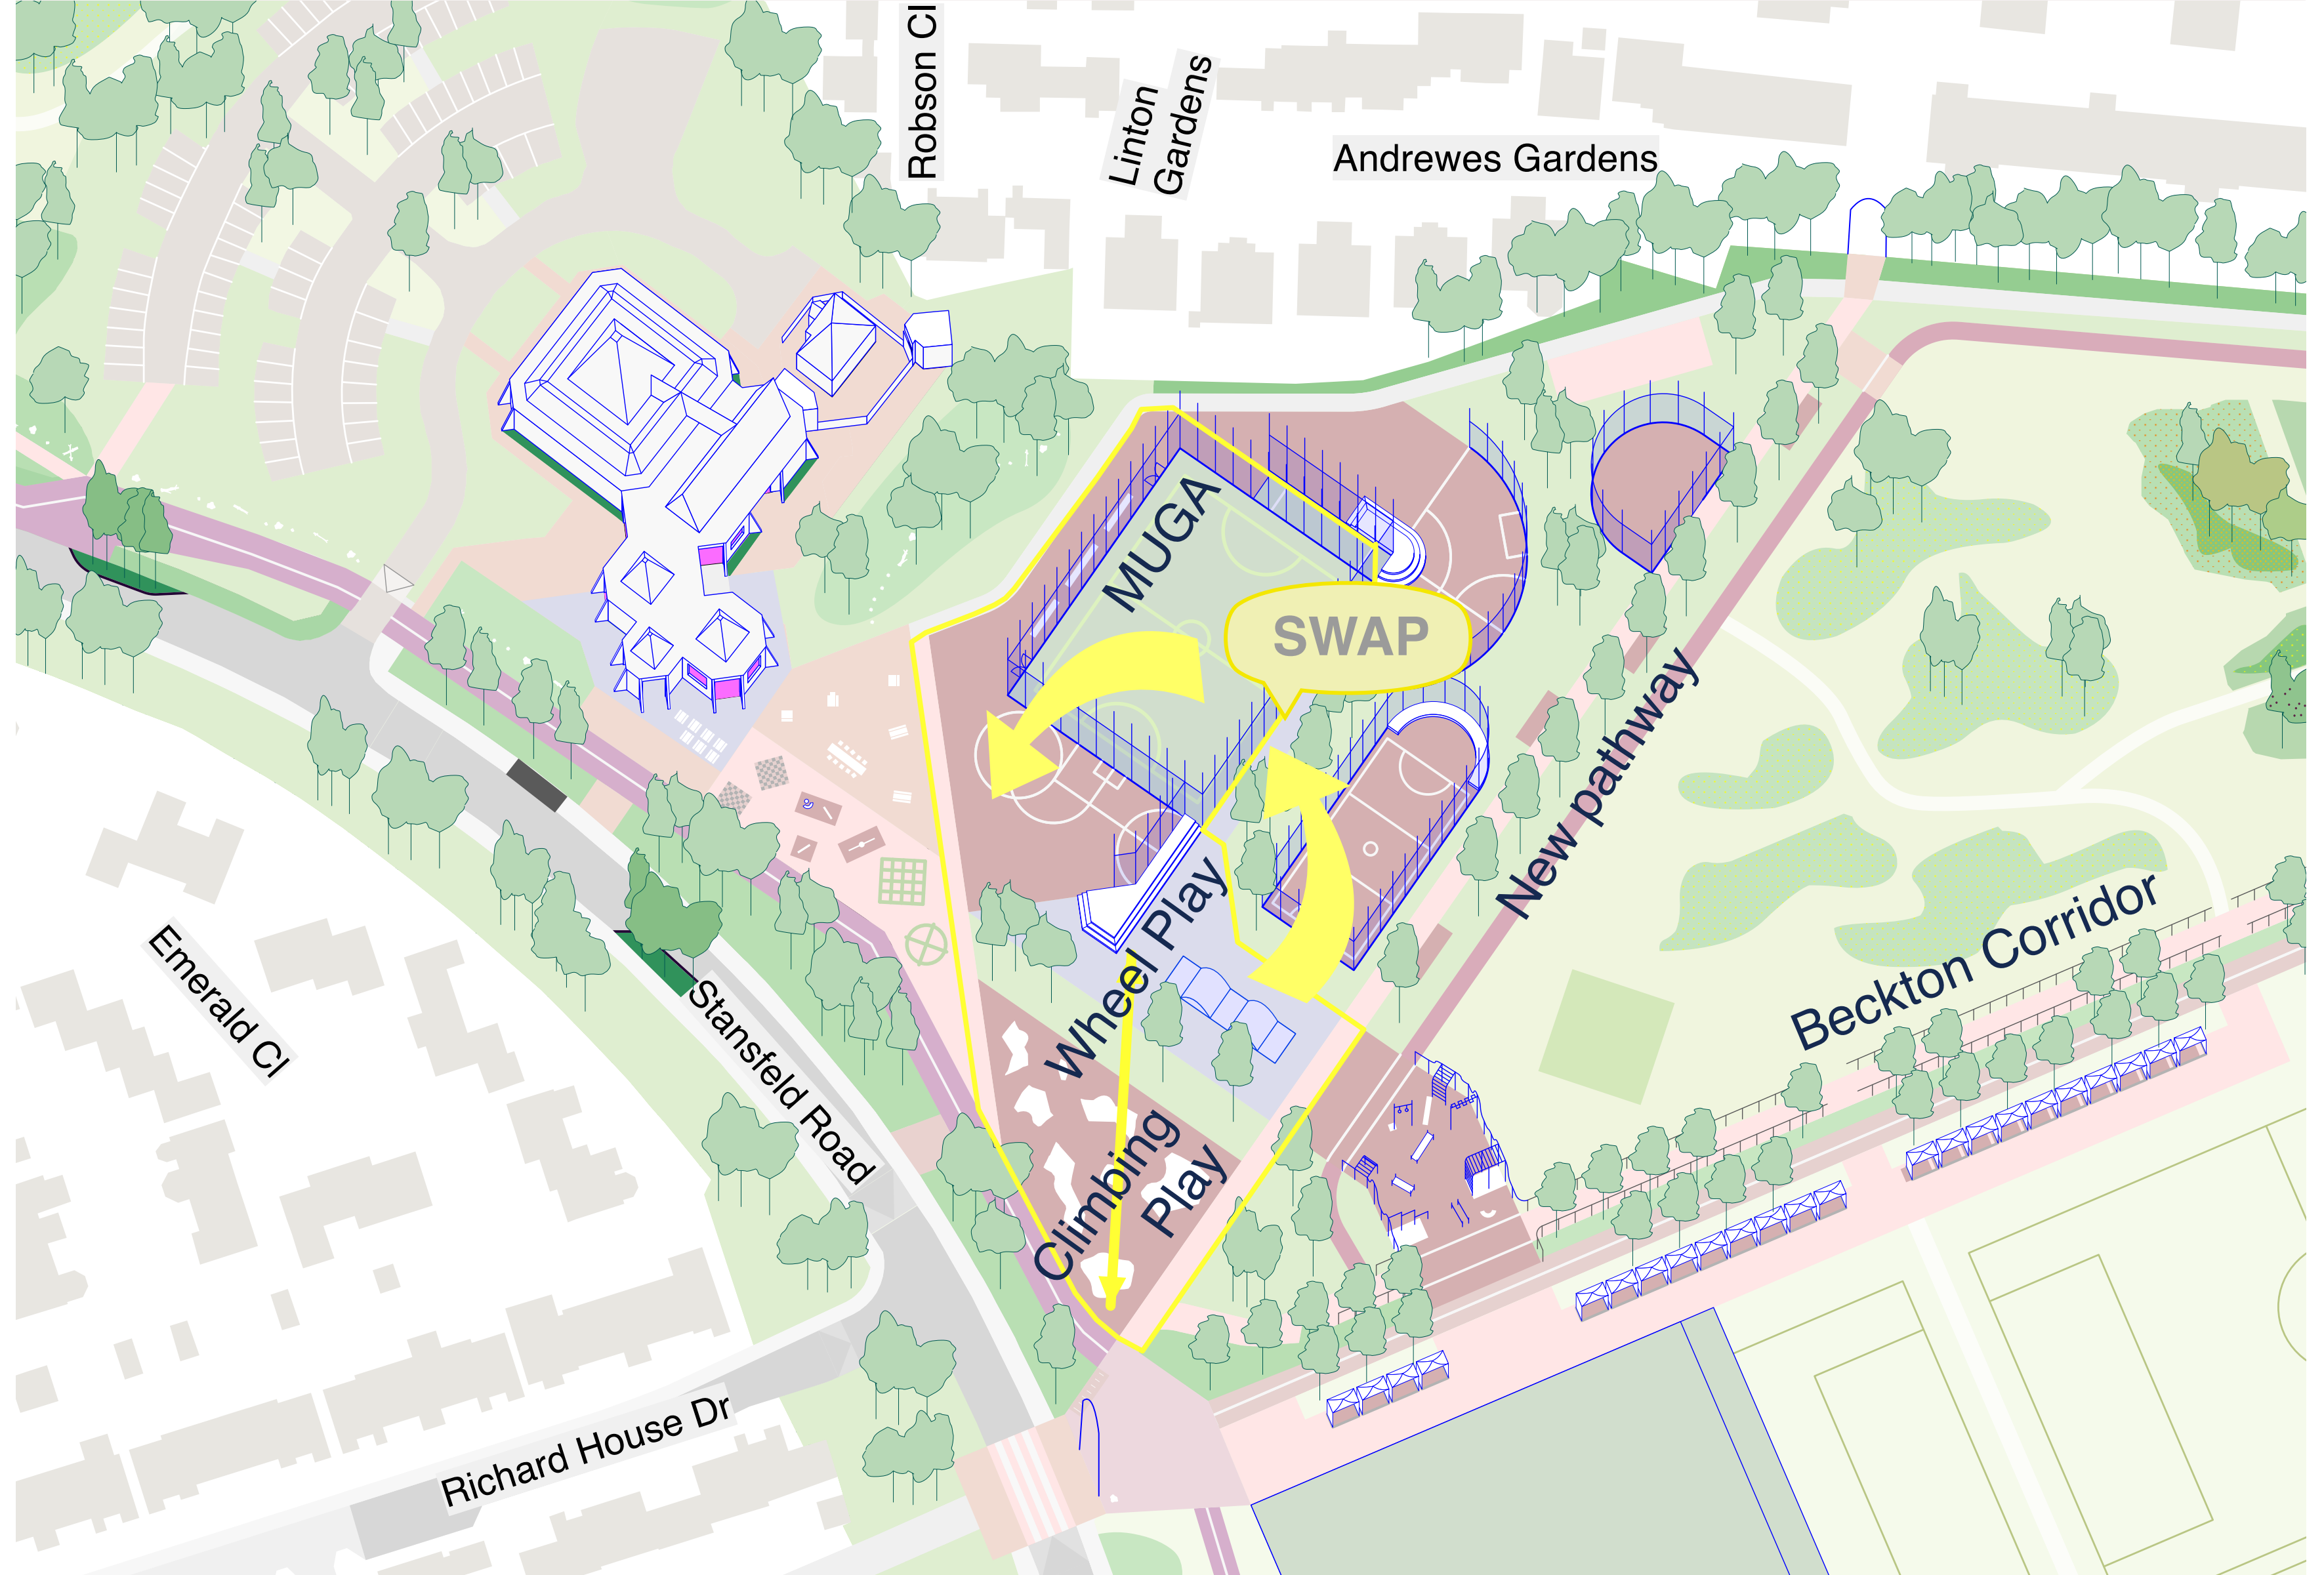 Robson Cl
Linton
Gardens
Andrewes Gardens
MUGA
SWAP
New pathway
Wheel Play
Beckton Corridor
Emerald Cl
Stansfeld Road
Climbing
Play
Richard House Dr